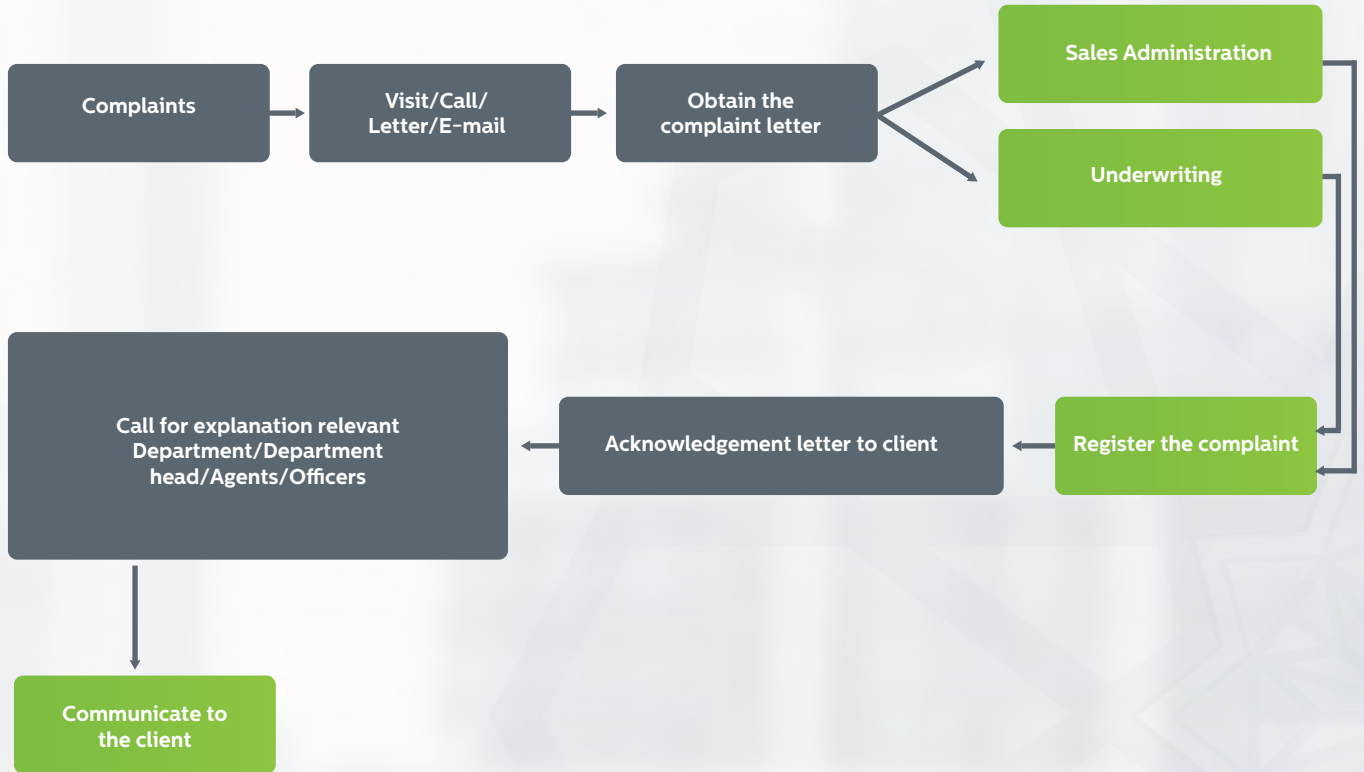 Complaints
Visit/Call/
Letter/E-mail
Obtain the
complaint letter
Sales Administration
Underwriting
Register the complaint
Acknowledgement letter to client
Call for explanation relevant
Department/Department
head/Agents/Officers
Communicate to
the client